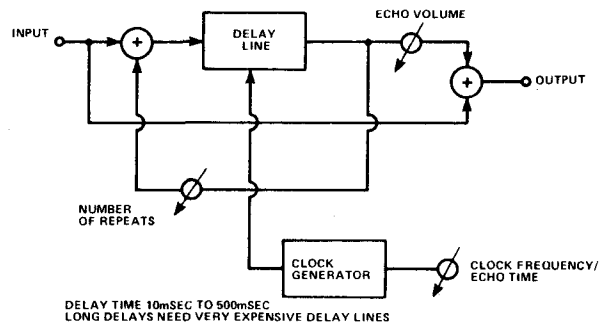 ECHO VOLUME
INPUT
DELAY
LINE
OUTPUT
NUMBER
OF REPEATS
CLOCK
GENERATOR
CLOCK FREQUENCY/
ECHO TIME
DELAY TIME 10mSEC TO 500mSEC
LONG DELAYS NEED VERY EXPENSIVE DELAY LINES